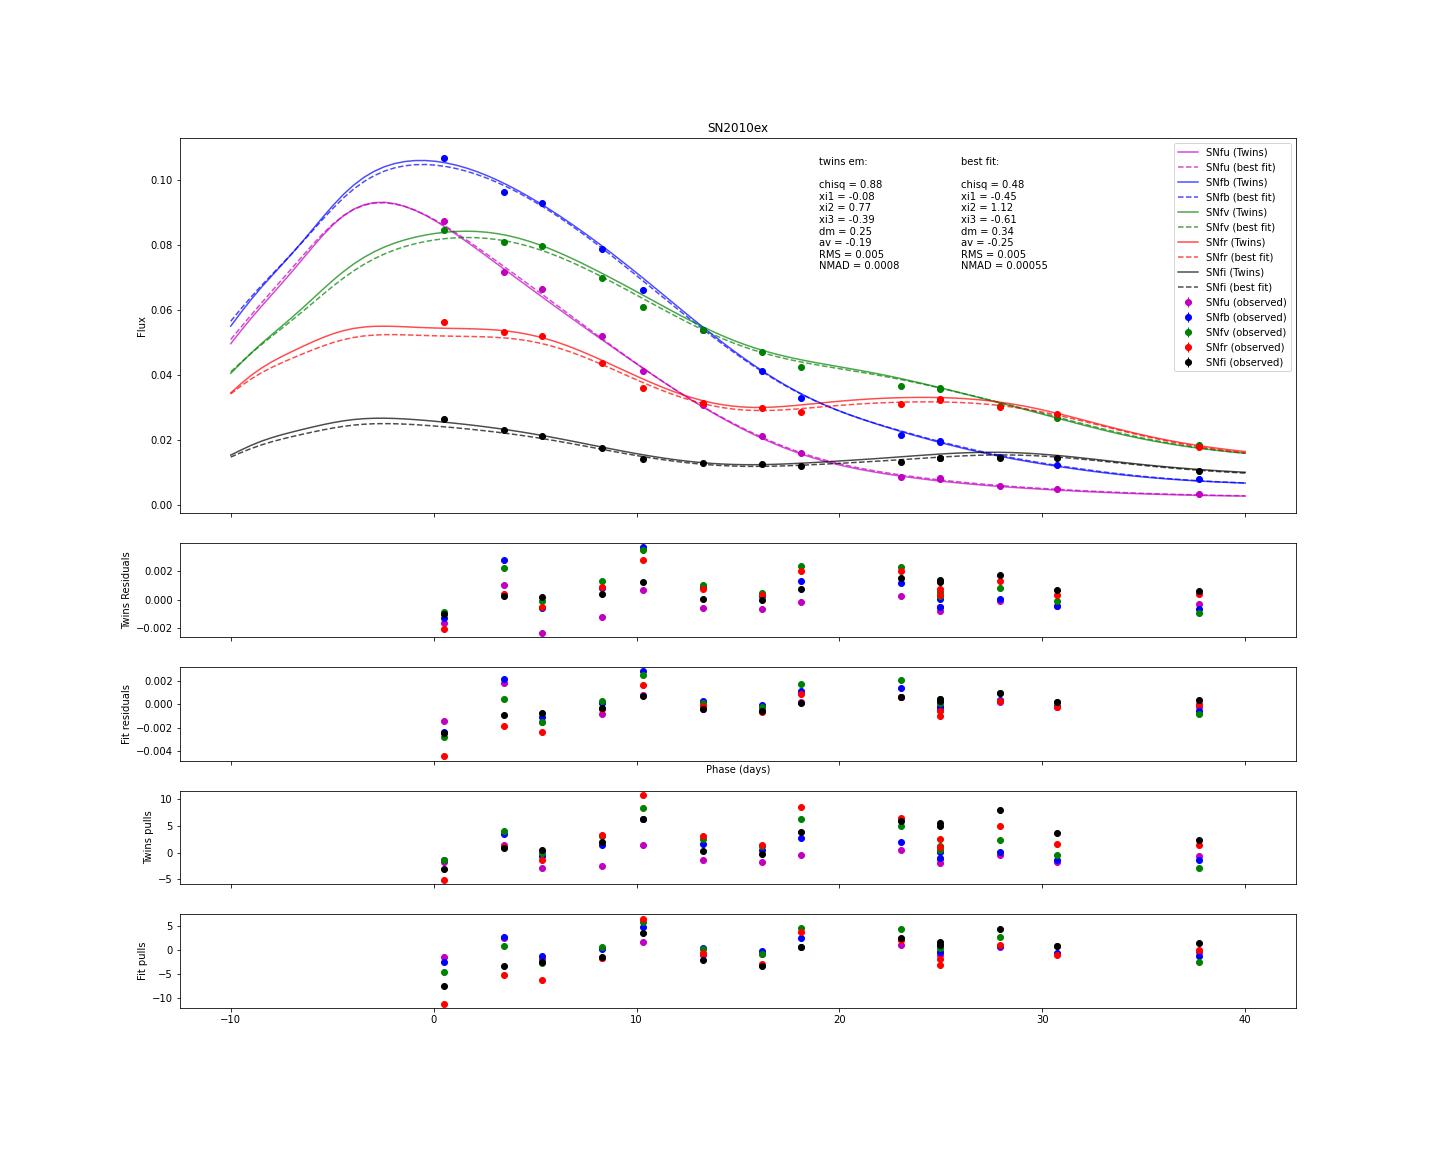 SN2010ex
twins em:
chisq = 0.88
xi1 = -0.08
xi2 = 0.77
xi3 = -0.39
dm = 0.25
av = -0.19
RMS = 0.005
NMAD = 0.0008
best fit:
chisq = 0.48
xi1 = -0.45
xi2 = 1.12
xi3 = -0.61
dm = 0.34
av = -0.25
RMS = 0.005
NMAD = 0.00055
SNfu (Twins)
SNfu (best fit)
SNfb (Twins)
SNfb (best fit)
SNfv (Twins)
SNfv (best fit)
SNfr (Twins)
SNfr (best fit)
SNfi (Twins)
SNfi (best fit)
SNfu (observed)
SNfb (observed)
SNfv (observed)
SNfr (observed)
SNfi (observed)
Flux
0.10
0.08
0.06
0.04
0.02
0.00
Twins Residuals
0.002
0.000
−0.002
Fit residuals
0.002
0.000
−0.002
−0.004
Phase (days)
Twins pulls
10
5
0
−5
Fit pulls
5
0
−5
−10
−10
0
10
20
30
40